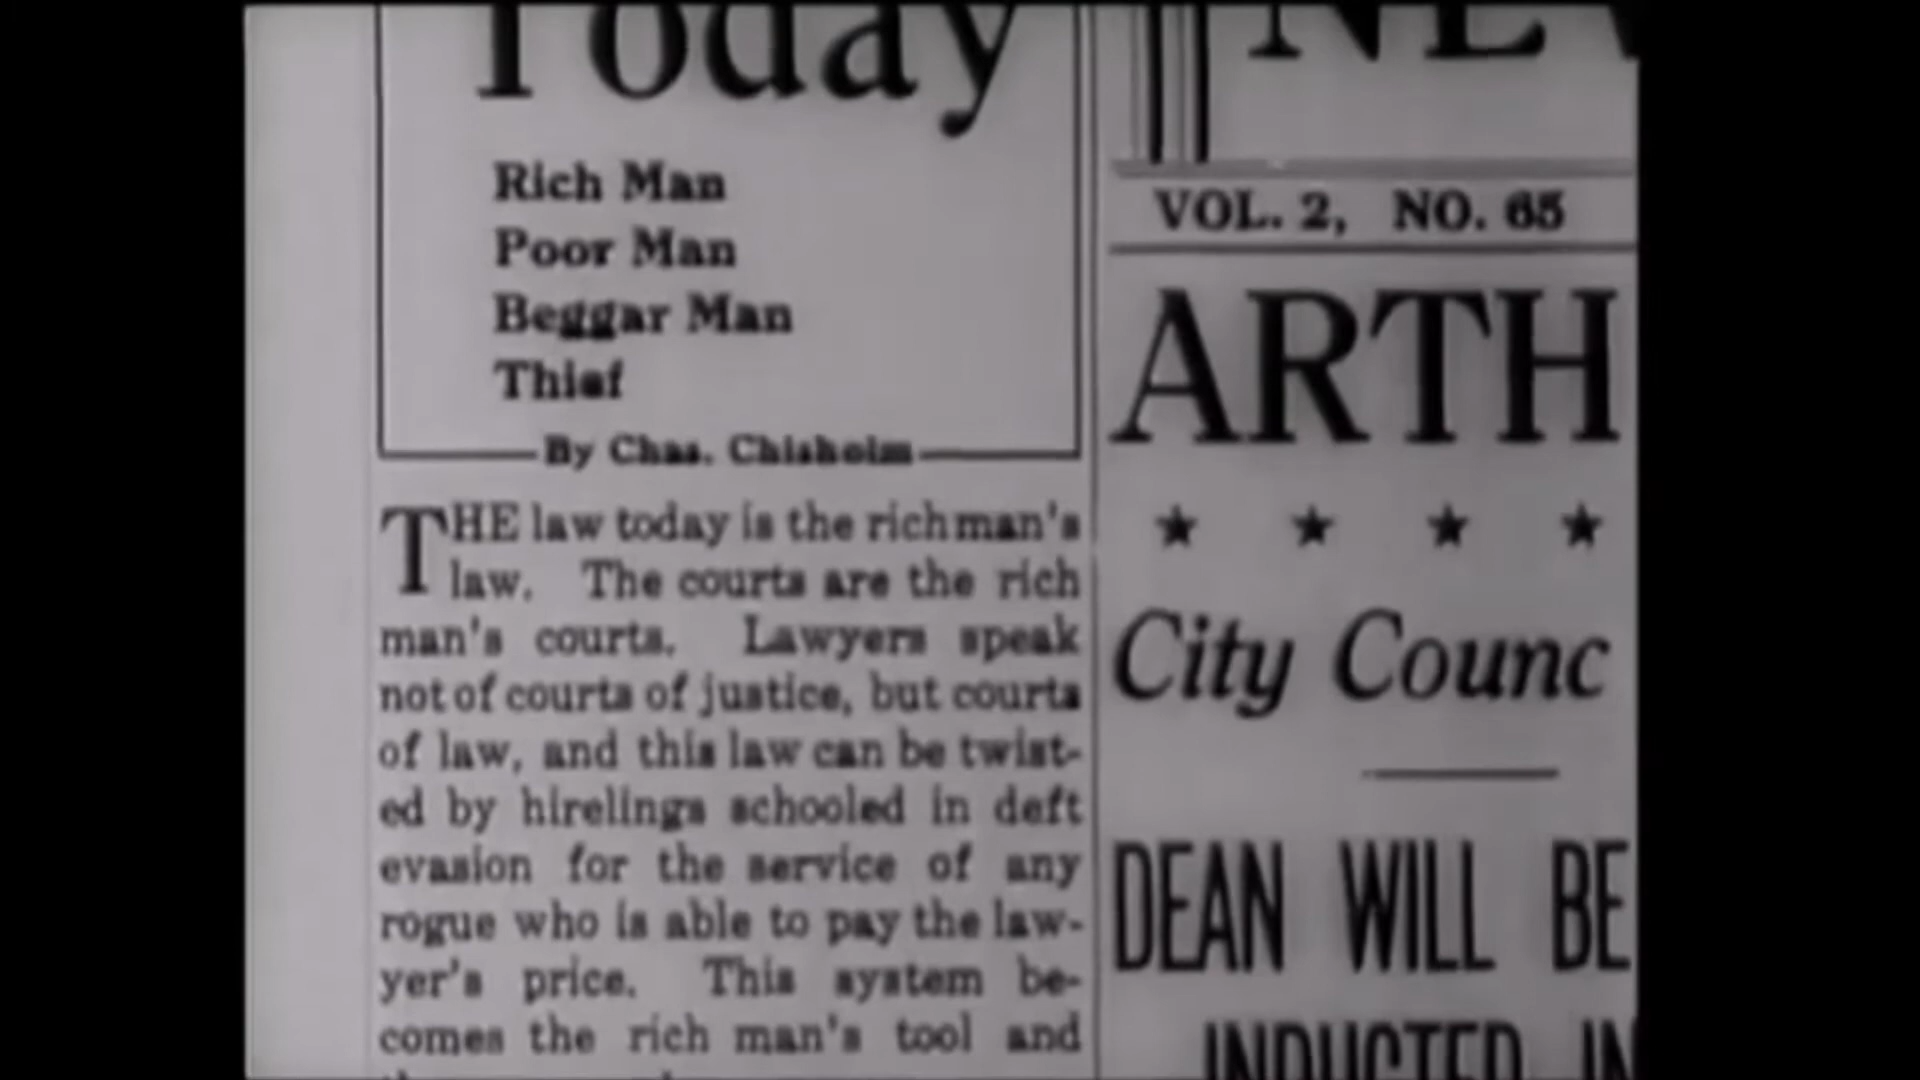 Today
Rich Man
Poor Man
Beggar Man
Thief
By Chas. Chisholm
THE law today is the rich man's
law. The courts are the rich
man's courts. Lawyers speak
not of courts of justice, but courts
of law, and this law can be twist-
ed by hirelings schooled in deft
evasion for the service of any
rogue who is able to pay the law-
yer's price. This system be-
comes the rich man's tool and
NEW
VOL. 2, NO. 65
ARTH
★ ★ ★ ★
City Counc
DEAN WILL BE
INDUCTED IN